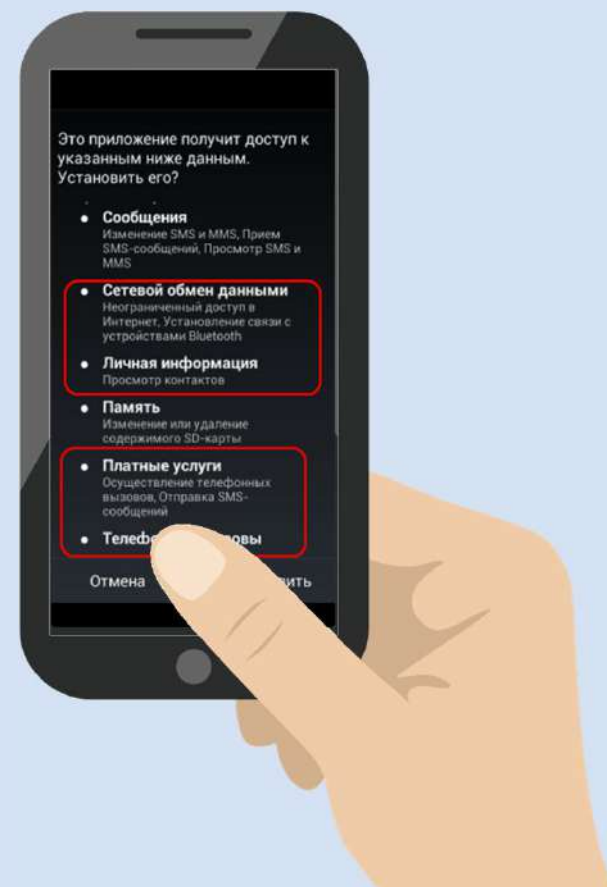 Это приложение получит доступ к
указанным ниже данным.
Установить его?
Сообщения
Изменение SMS и MMS, Прием
SMS-сообщений, Просмотр SMS и
MMS
Сетевой обмен данными
Неограниченный доступ в
Интернет, Установление связи с
устройствами Bluetooth
Личная информация
Просмотр контактов
Память
Изменение или удаление
содержимого SD-карты
Платные услуги
Осуществление телефонных
вызовов, Отправка SMS-
сообщений
Отмена